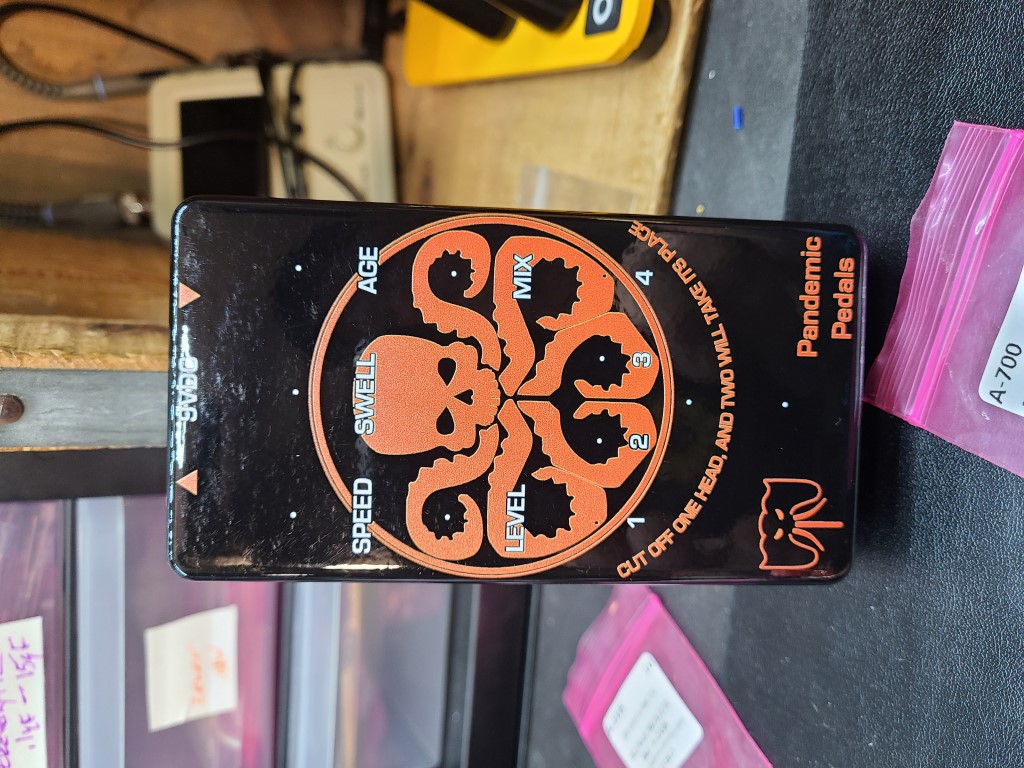 9VDC
SPEED SWELL AGE
LEVEL MIX
1 2 3 4
CUT OFF ONE HEAD, AND TWO WILL TAKE ITS PLACE
Pandemic
Pedals
A-700